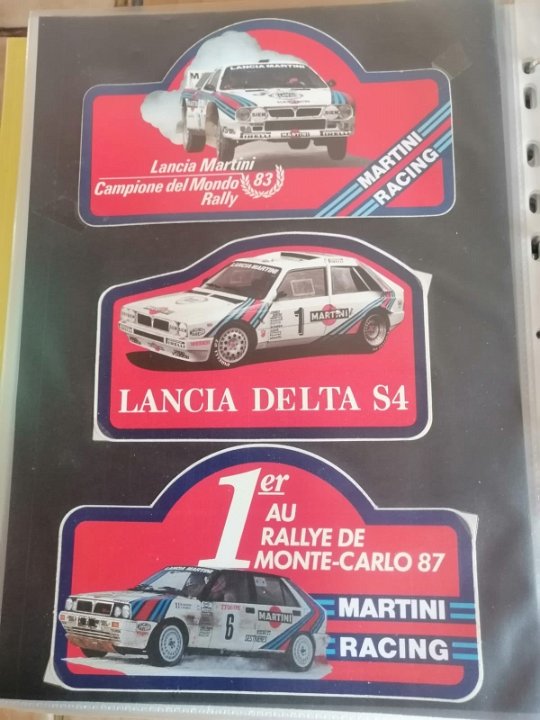 LANCIA MARTINI
Lancia Martini
Campione del Mondo 83
Rally
MARTINI
RACING
LANCIA MARTINI
1 MARTINI
LANCIA DELTA S4
1er
AU
RALLYE DE
MONTE-CARLO 87
LANCIA MARTINI
6
MARTINI
RACING